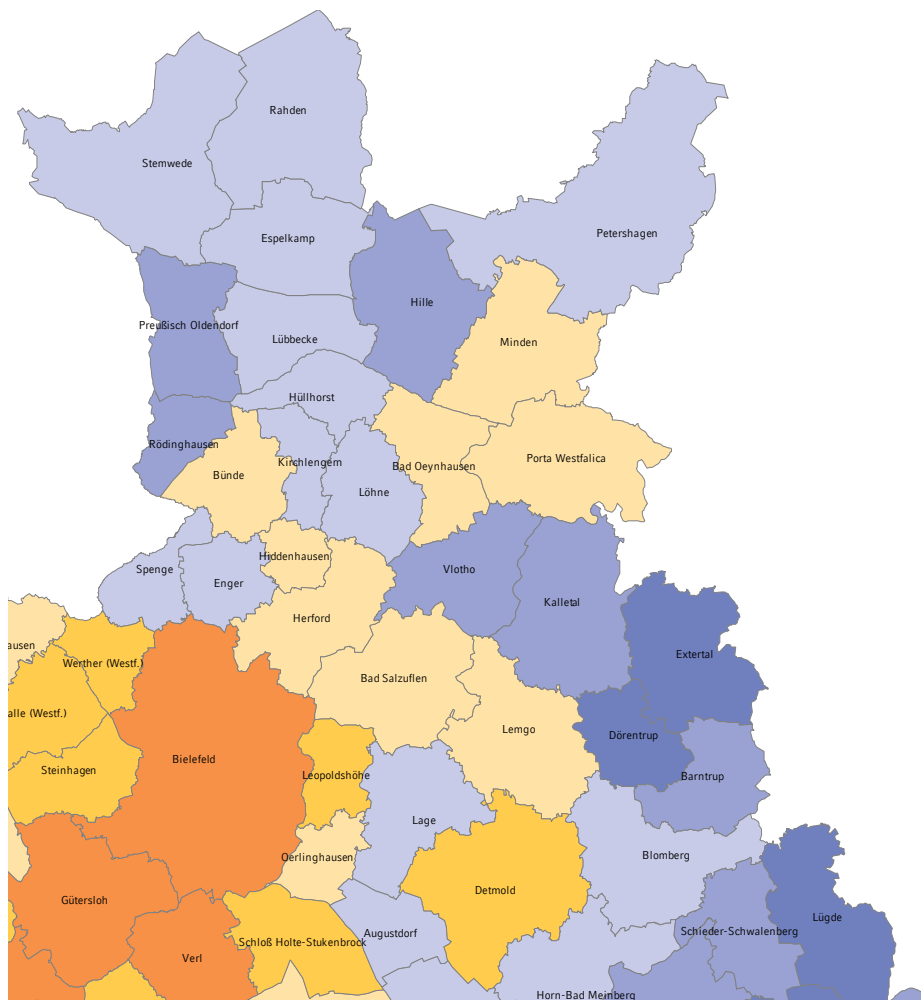 Rahden
Stemwede
Petershagen
Espelkamp
Hille
Preußisch Oldendorf
Lübbecke
Minden
Hüllhorst
Rödinghausen
Kirchlengern
Bad Oeynhausen
Porta Westfalica
Bünde
Löhne
Hiddenhausen
Spenge
Enger
Vlotho
Kalletal
Herford
ausen
Werther (Westf.)
Extertal
Bad Salzuflen
alle (Westf.)
Lemgo
Dörentrup
Bielefeld
Steinhagen
Leopoldshöhe
Barntrup
Lage
Oerlinghausen
Blomberg
Detmold
Gütersloh
Lügde
Augustdorf
Schieder-Schwalenberg
Schloß Holte-Stukenbrock
Verl
Horn-Bad Meinberg